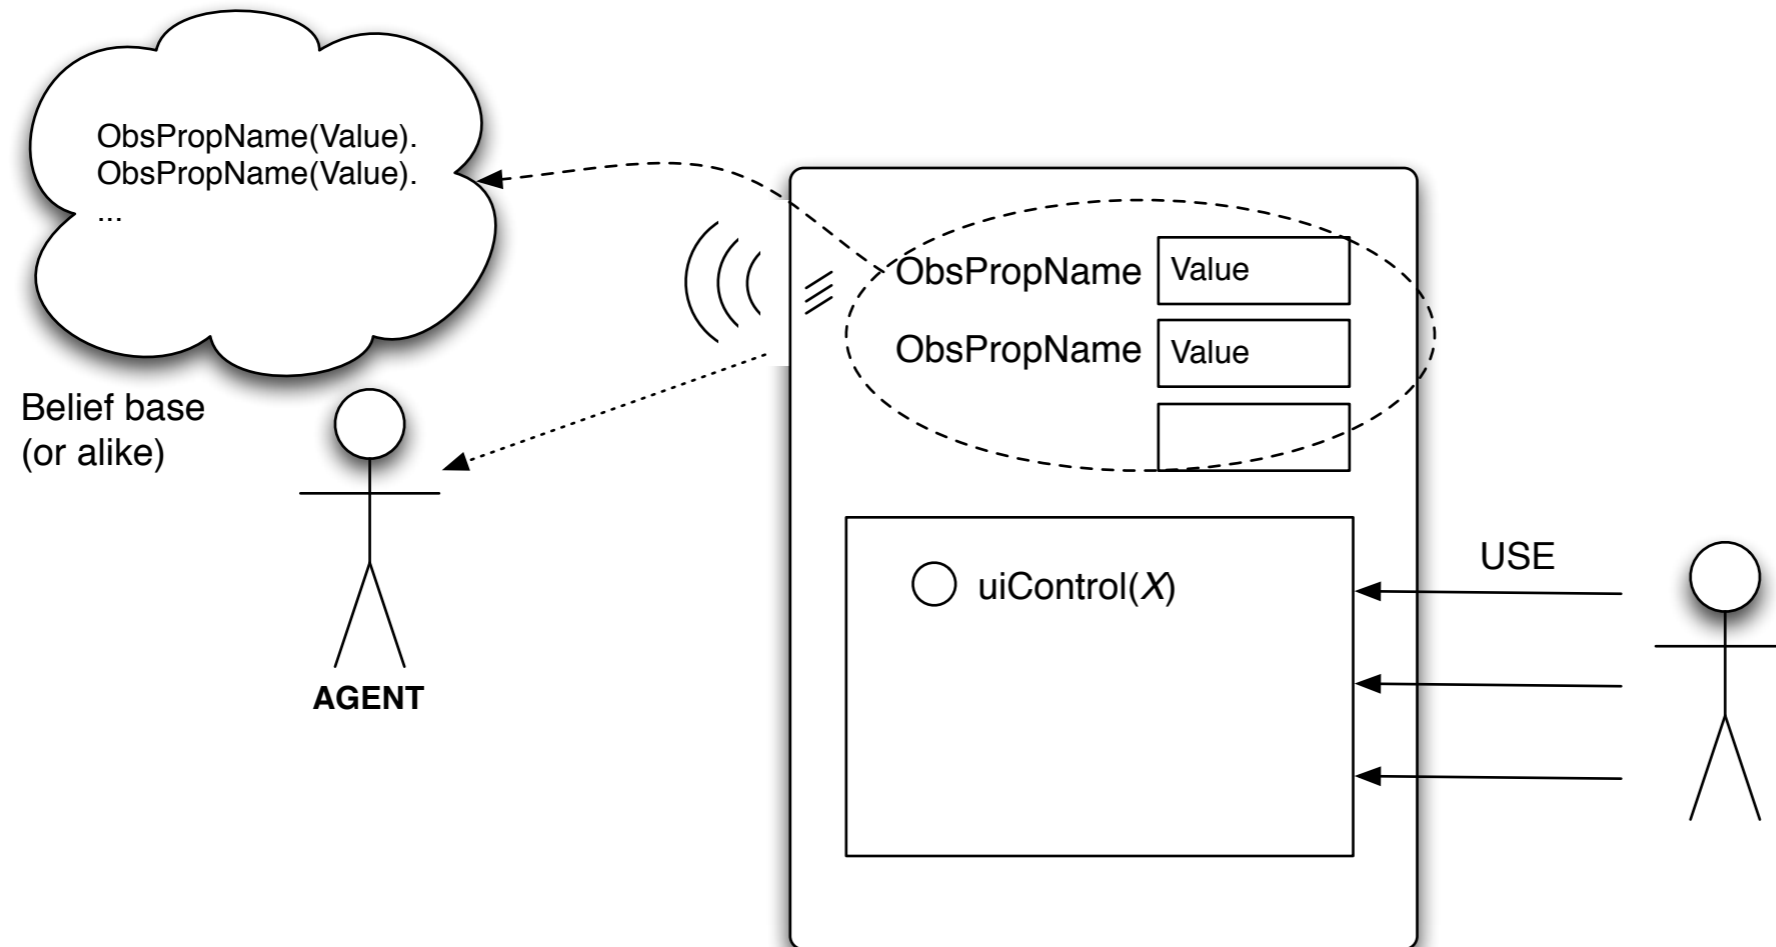 ObsPropName(Value).
ObsPropName(Value).
...
Belief base
(or alike)
AGENT
ObsPropName Value
ObsPropName Value
uiControl(X)
USE